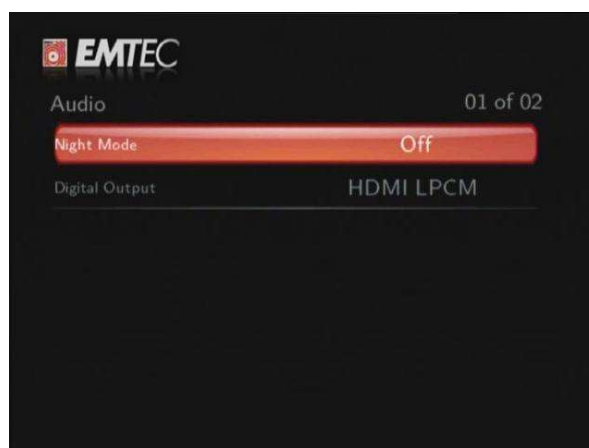 EMTEC
Audio 01 of 02
Night Mode Off
Digital Output HDMI LPCM